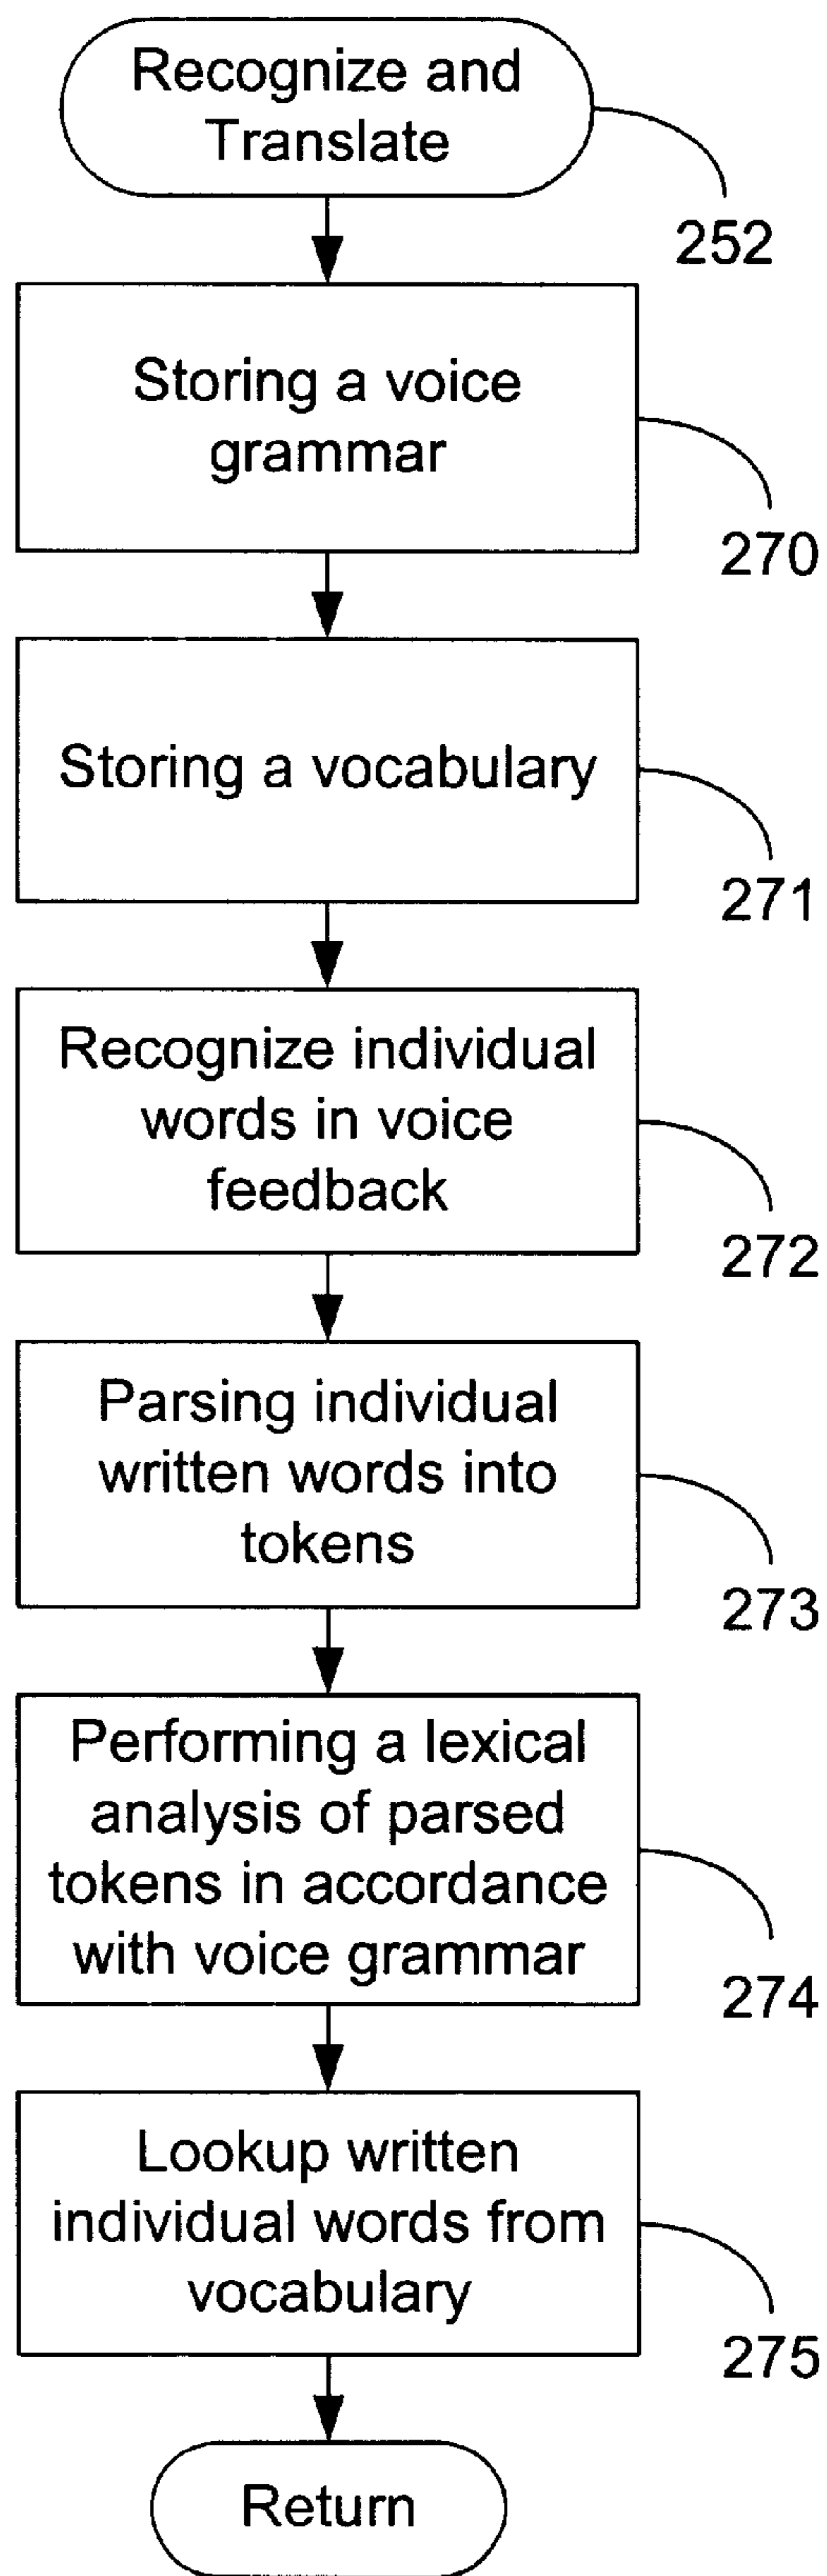 Recognize and
Translate
252
Storing a voice
grammar
270
Storing a vocabulary
271
Recognize individual
words in voice
feedback
272
Parsing individual
written words into
tokens
273
Performing a lexical
analysis of parsed
tokens in accordance
with voice grammar
274
Lookup written
individual words from
vocabulary
275
Return